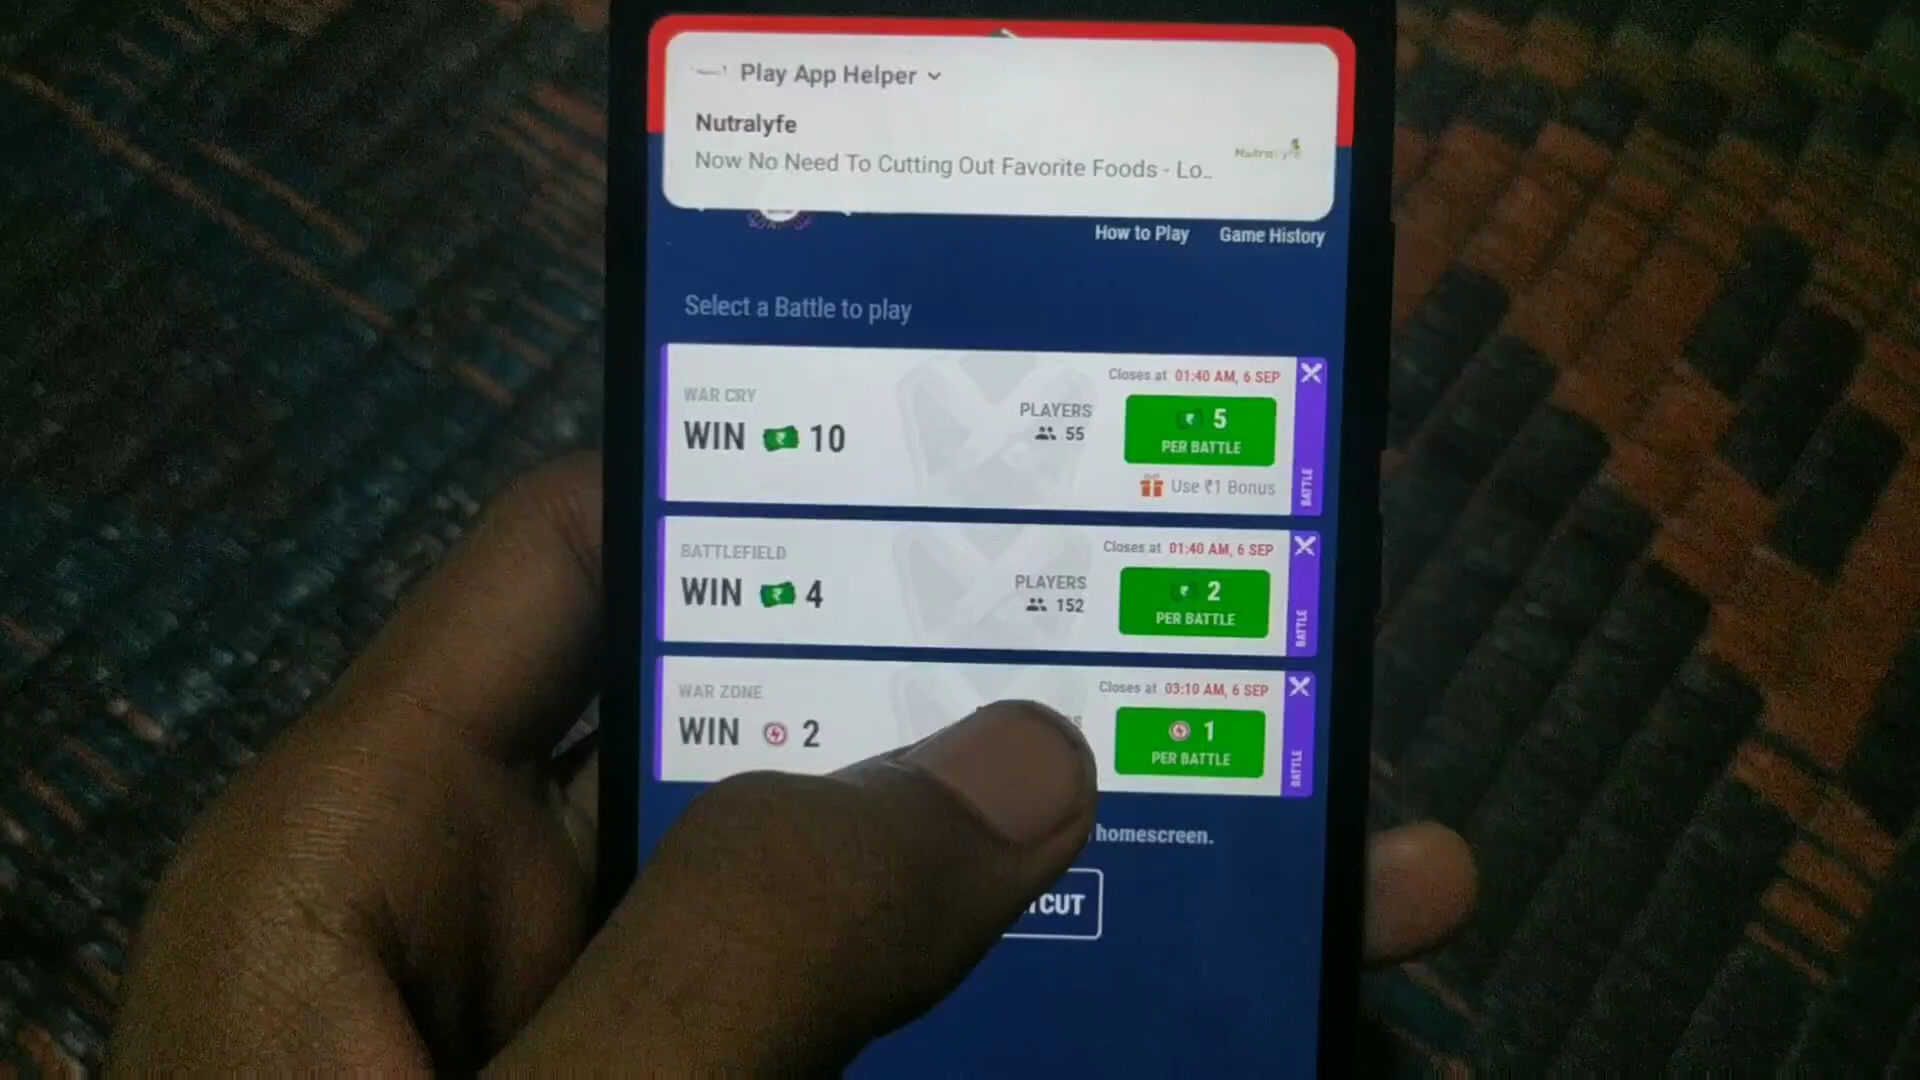 Play App Helper
Nutralyfe
Now No Need To Cutting Out Favorite Foods - Lo..
How to Play Game History
Select a Battle to play
Closes at 01:40 AM, 6 SEP
WAR CRY
WIN ₹ 10
PLAYERS
55
₹ 5
PER BATTLE
Use ₹1 Bonus
BATTLE
Closes at 01:40 AM, 6 SEP
BATTLEFIELD
WIN ₹ 4
PLAYERS
152
₹ 2
PER BATTLE
BATTLE
Closes at 03:10 AM, 6 SEP
WAR ZONE
WIN 2
1
PER BATTLE
BATTLE
homescreen.
TCUT